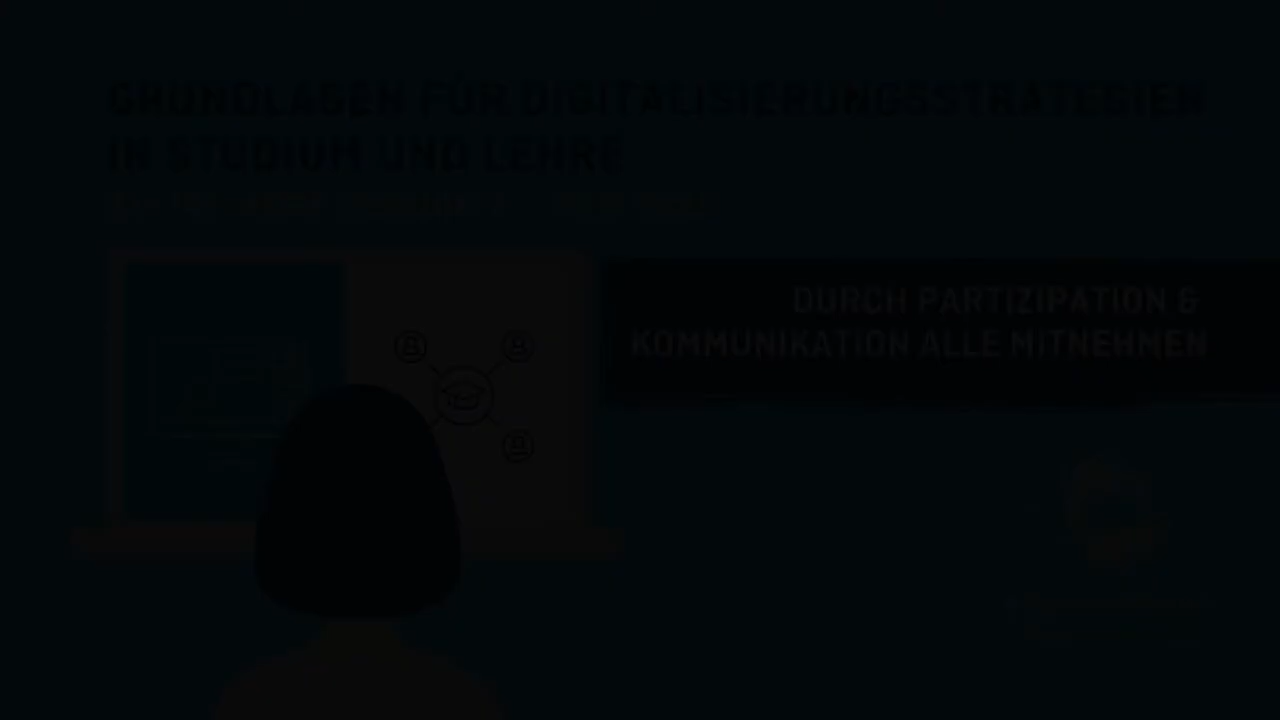 GRUNDLAGEN FÜR DIGITALISIERUNGSSTRATEGIEN
IN STUDIUM UND LEHRE
DURCH PARTIZIPATION &
KOMMUNIKATION ALLE MITNEHMEN